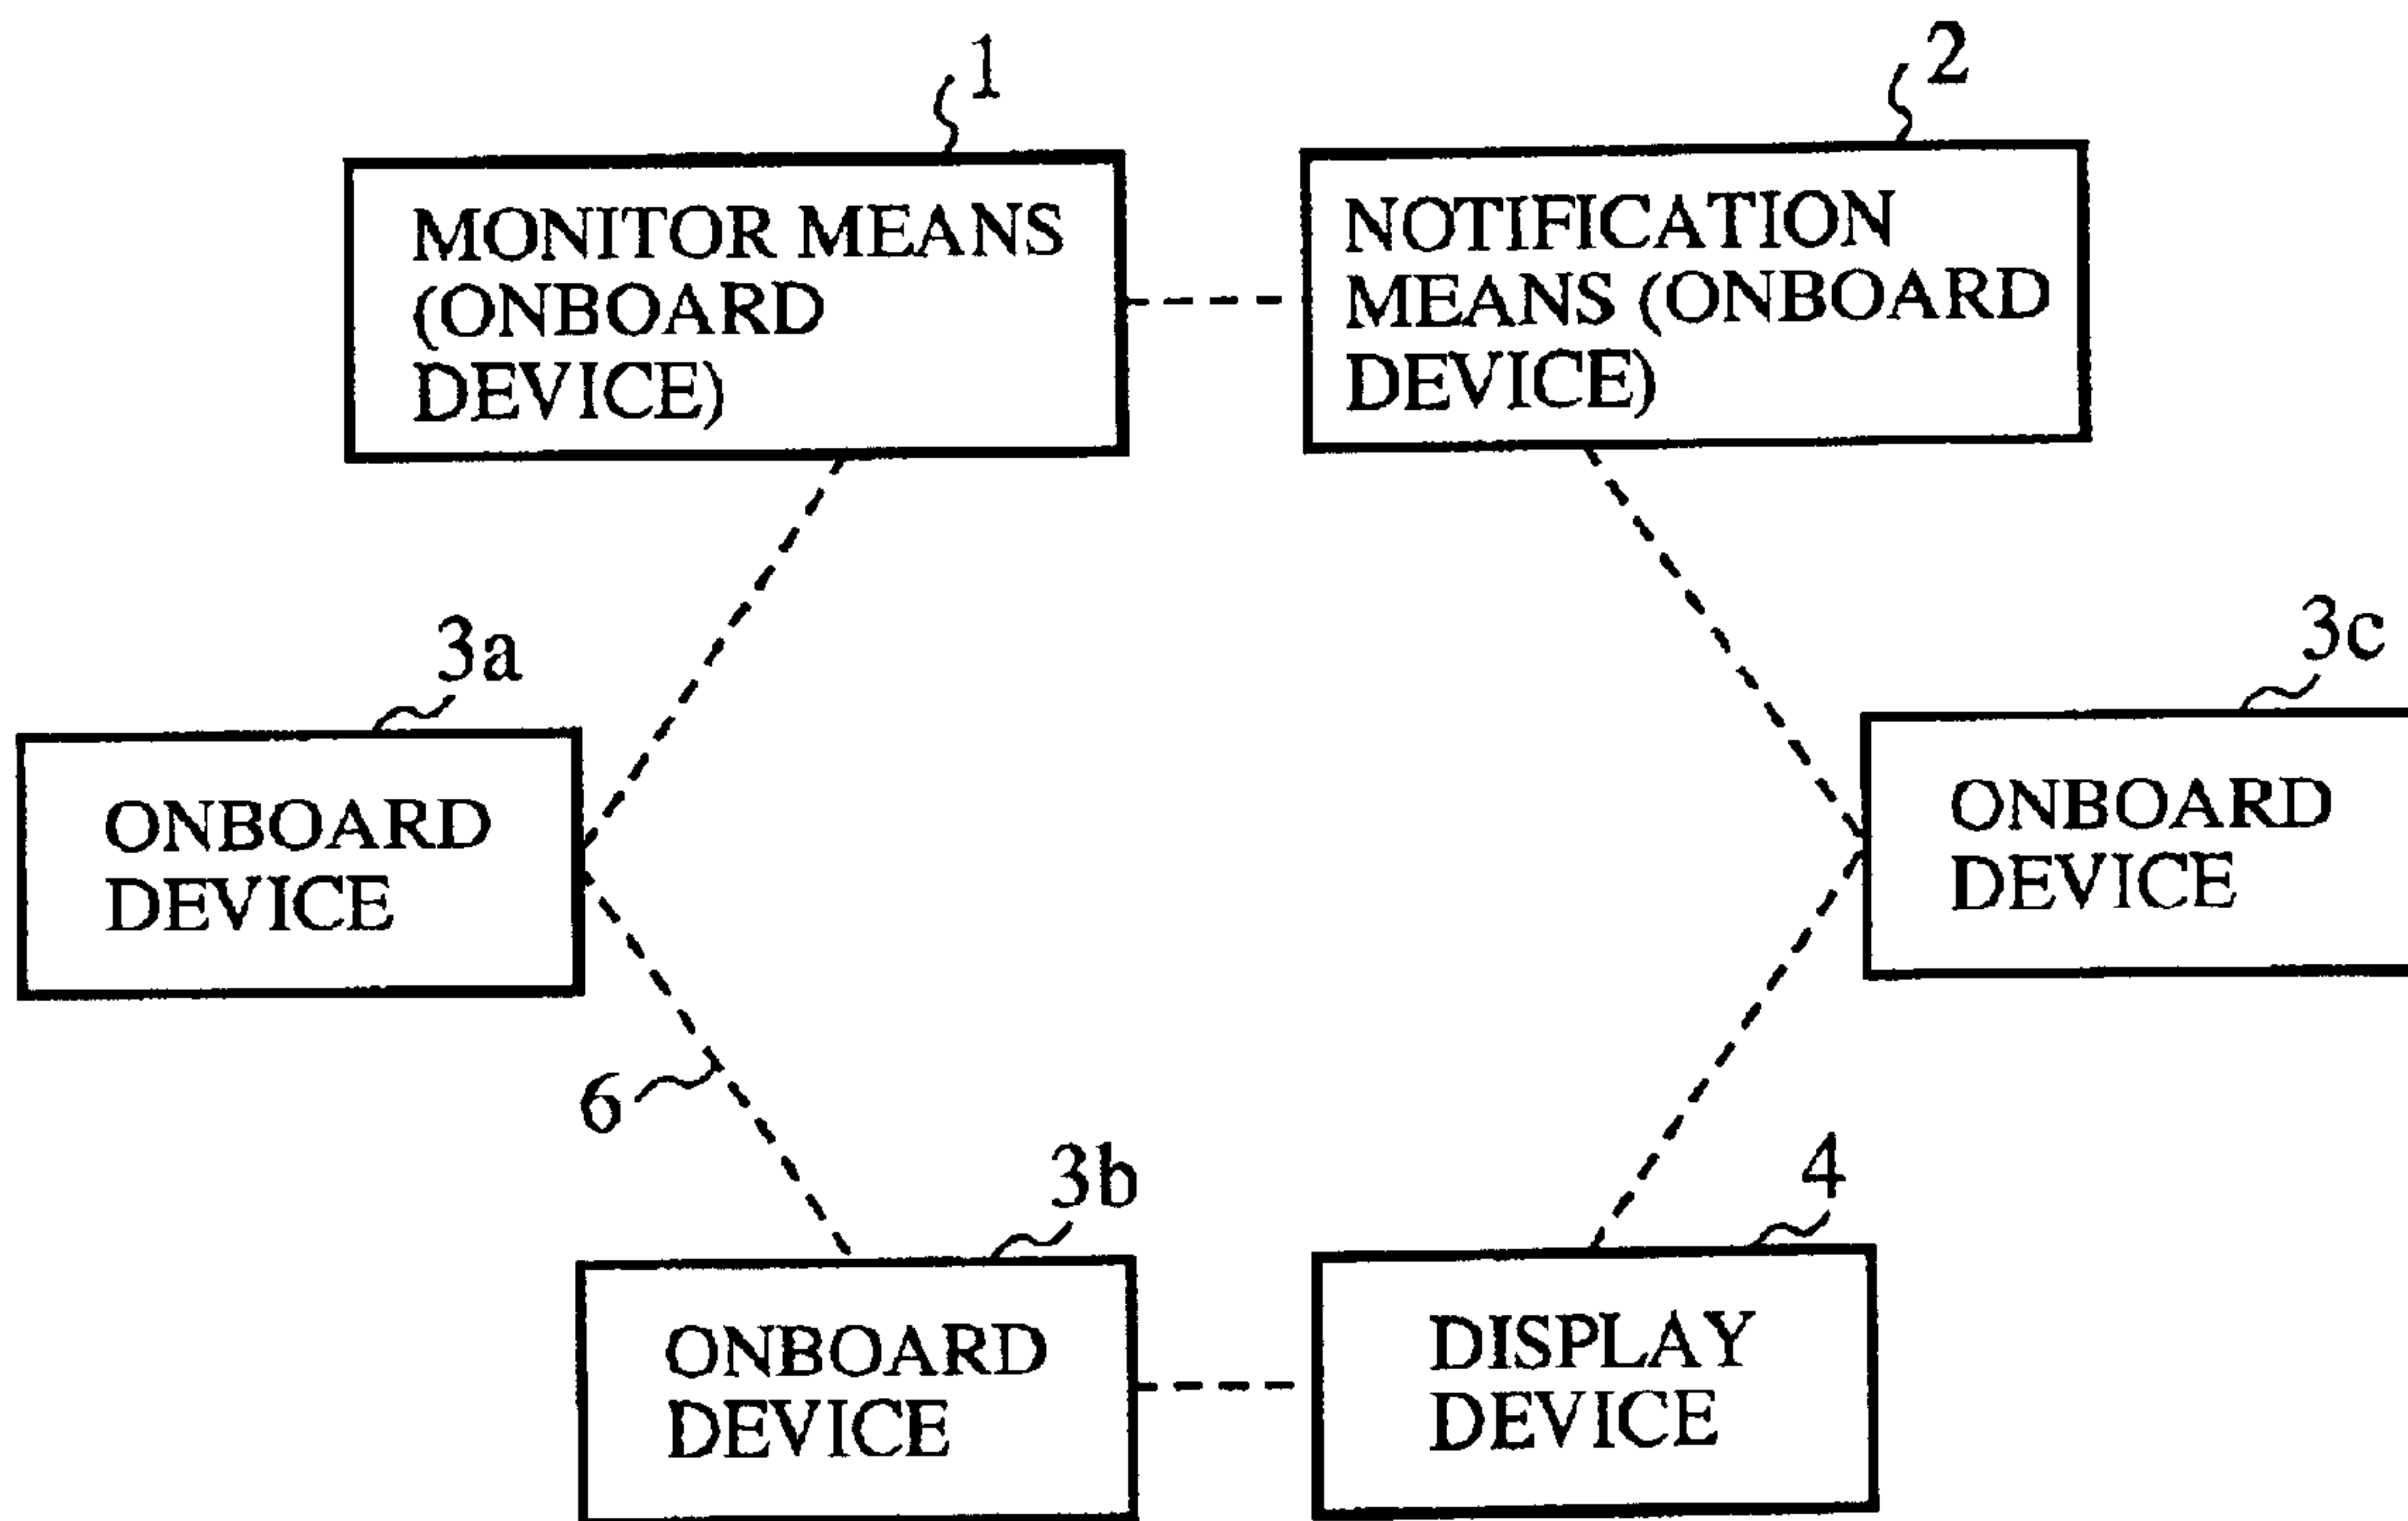 1
2
MONITOR MEANS
(ONBOARD
DEVICE)
NOTIFICATION
MEANS (ONBOARD
DEVICE)
3a
3c
ONBOARD
DEVICE
ONBOARD
DEVICE
6
3b
4
ONBOARD
DEVICE
DISPLAY
DEVICE